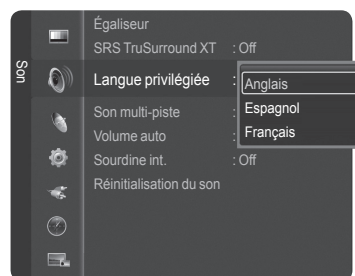 Son
Égaliseur
SRS TruSurround XT : Off
Langue privilégiée : Anglais
Espagnol
Français
Son multi-piste :
Volume auto :
Sourdine int. : Off
Réinitialisation du son